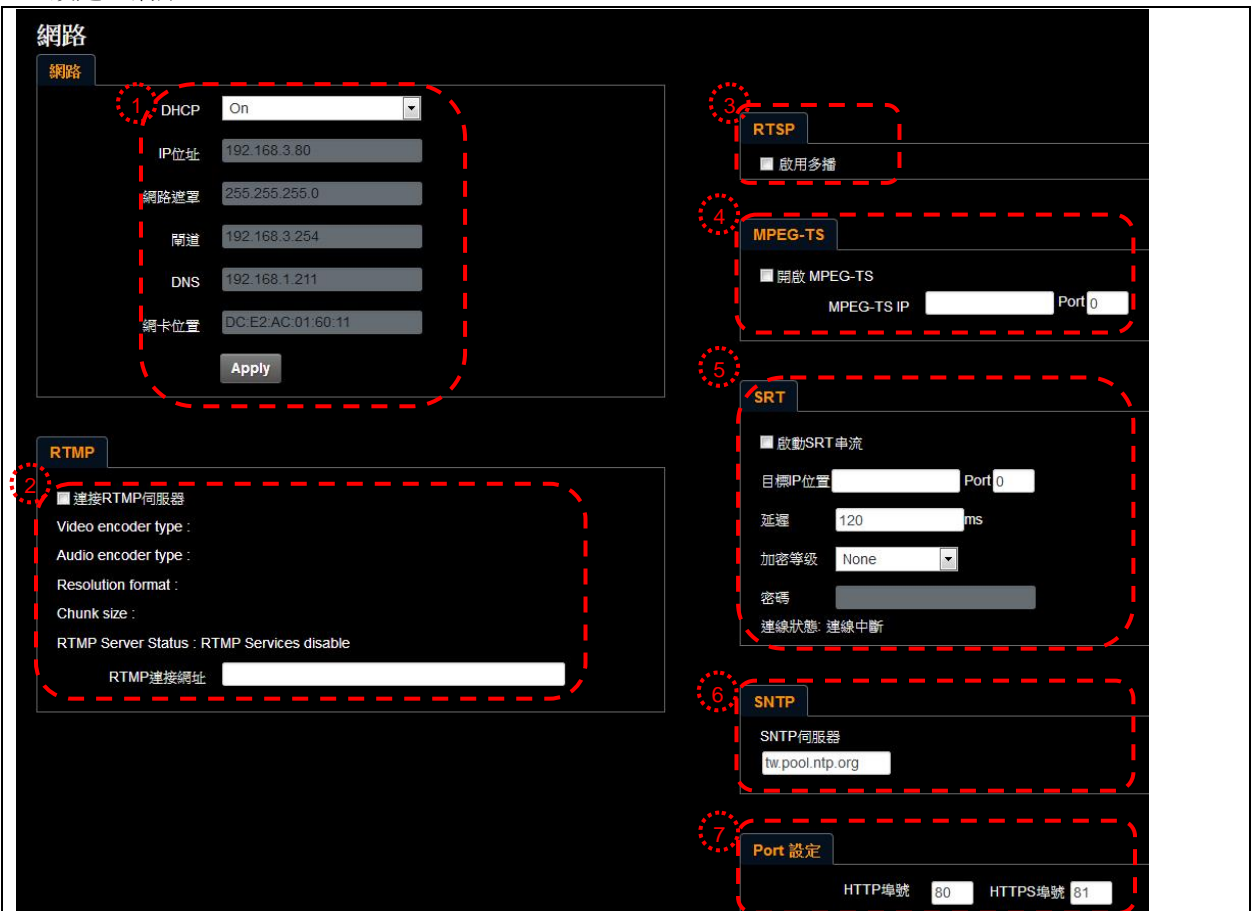 網路
網路
1
DHCP On
IP位址 192.168.3.80
網路遮罩 255.255.255.0
閘道 192.168.3.254
DNS 192.168.1.211
網卡位置 DC:E2:AC:01:60:11
Apply
RTMP
2
連接RTMP伺服器
Video encoder type :
Audio encoder type :
Resolution format :
Chunk size :
RTMP Server Status : RTMP Services disable
RTMP連接網址
3
RTSP
啟用多播
4
MPEG-TS
開啟 MPEG-TS
MPEG-TS IP Port 0
5
SRT
啟動SRT串流
目標IP位置 Port 0
延遲 120 ms
加密等級 None
密碼
連線狀態: 連線中斷
6
SNTP
SNTP伺服器
tw.pool.ntp.org
7
Port 設定
HTTP埠號 80 HTTPS埠號 81